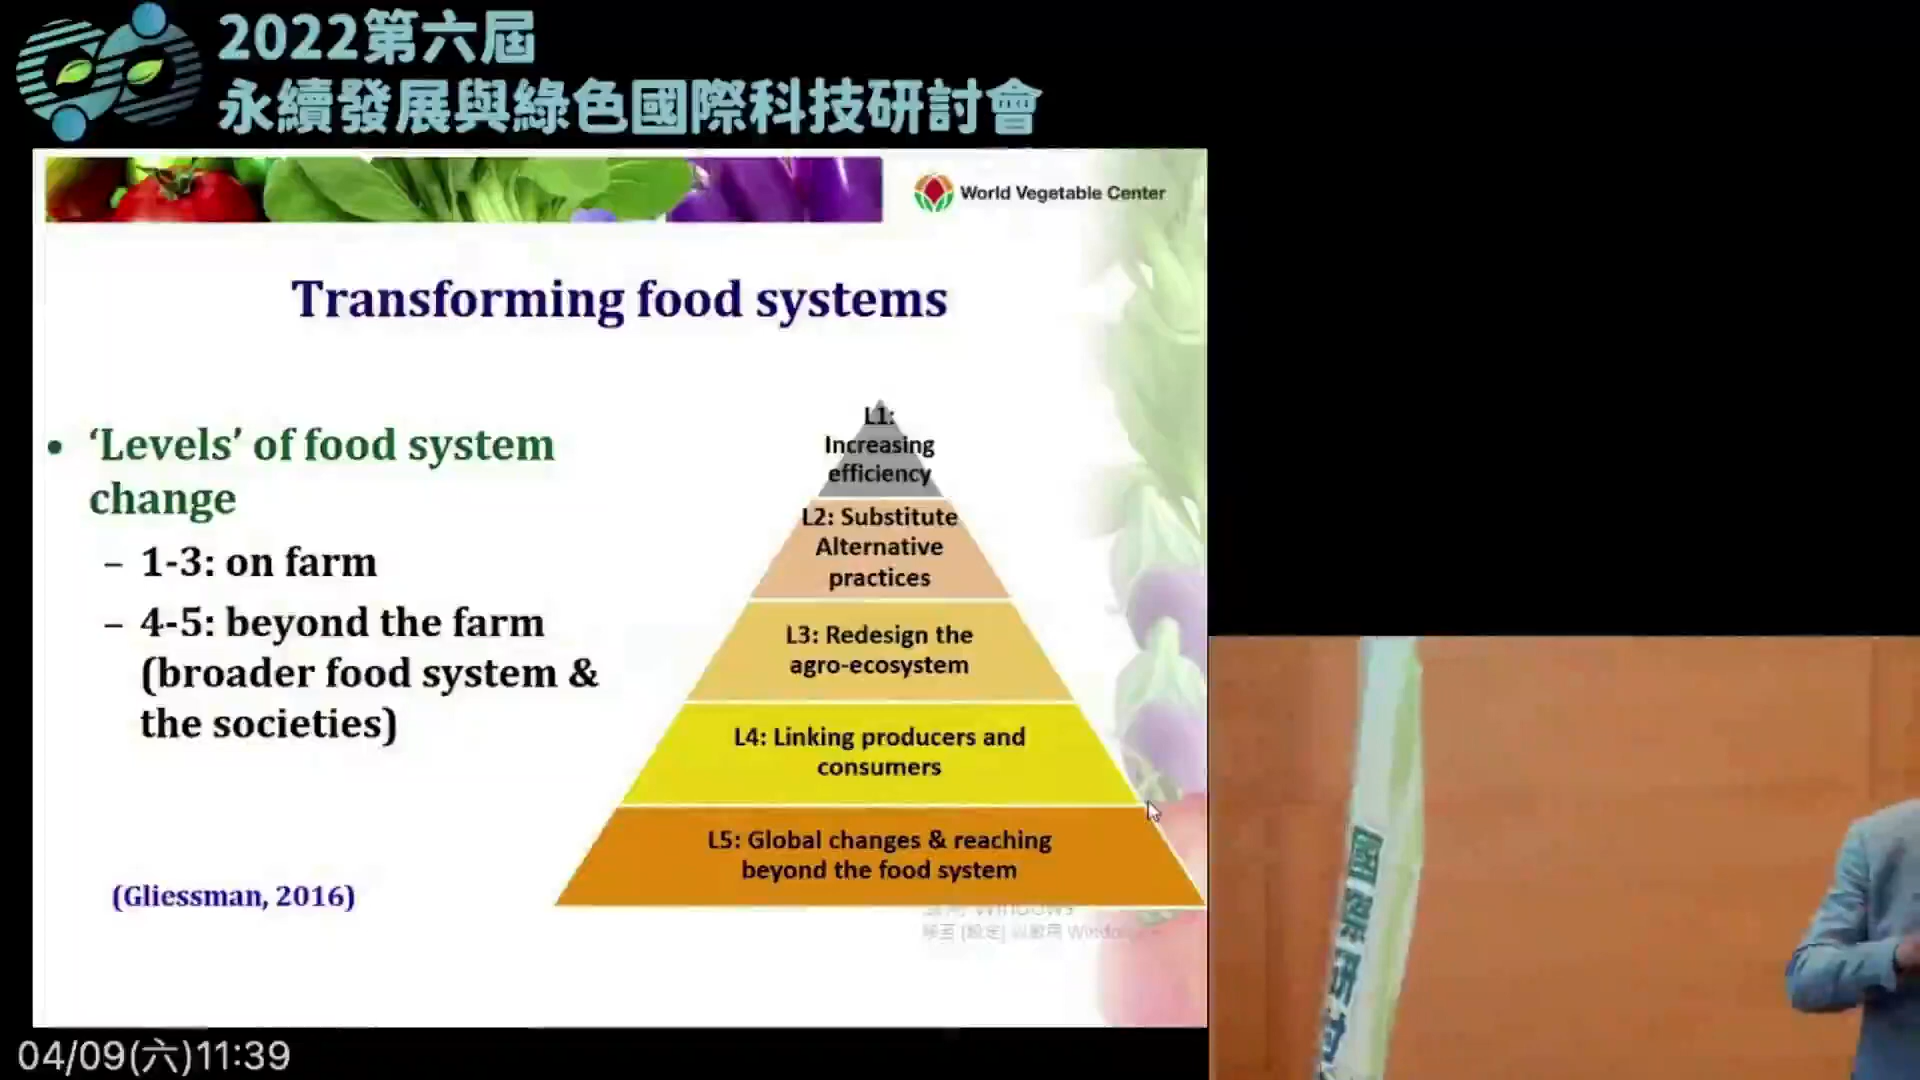 2022第六屆
永續發展與綠色國際科技研討會
World Vegetable Center
Transforming food systems
• ‘Levels’ of food system
change
– 1-3: on farm
– 4-5: beyond the farm
(broader food system &
the societies)
(Gliessman, 2016)
L1:
Increasing
efficiency
L2: Substitute
Alternative
practices
L3: Redesign the
agro-ecosystem
L4: Linking producers and
consumers
L5: Global changes & reaching
beyond the food system
國際研討
04/09(六)11:39